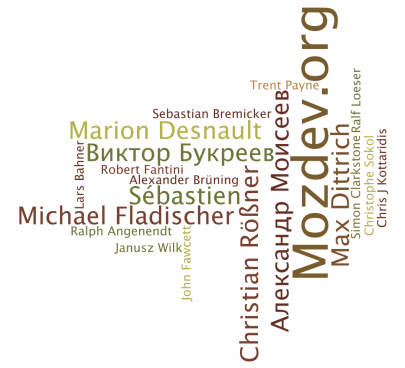 Trent Payne
Sebastian Bremicker
Marion Desnault
Виктор Букреев
Robert Fantini
Alexander Brüning
Sébastien
Michael Fladischer
Ralph Angenendt
Janusz Wilk
Lars Bahner
John Fawcett
Christian Rößner
Александр Моисеев
Mozdev.org
Max Dittrich
Simon Clarkstone
Ralf Loeser
Christophe Sokol
Chris J Kottaridis